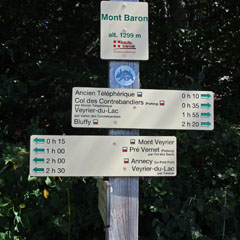 Mont Baron
alt. 1299 m
Ancien Téléphérique 0 h 10
Col des Contrebandiers 0 h 35
Veyrier-du-Lac 1 h 55
Bluffy 2 h 20
0 h 15 Mont Veyrier
1 h 00 Pré Vernet
2 h 00 Annecy
2 h 30 Veyrier-du-Lac